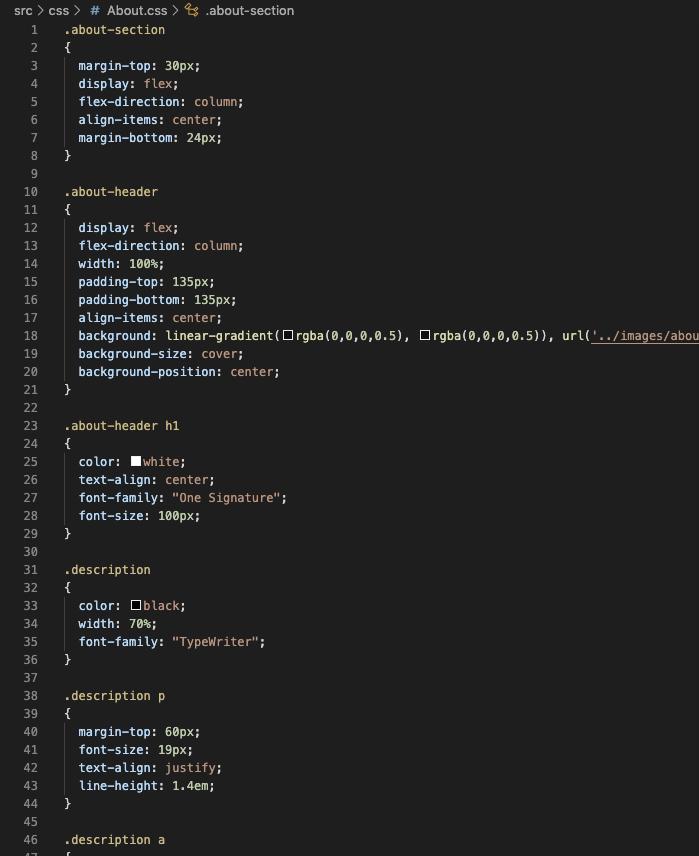 src > css > # About.css > .about-section
1 .about-section
2 {
3 margin-top: 30px;
4 display: flex;
5 flex-direction: column;
6 align-items: center;
7 margin-bottom: 24px;
8 }
9
10 .about-header
11 {
12 display: flex;
13 flex-direction: column;
14 width: 100%;
15 padding-top: 135px;
16 padding-bottom: 135px;
17 align-items: center;
18 background: linear-gradient(rgba(0,0,0,0.5), rgba(0,0,0,0.5)), url('../images/abou
19 background-size: cover;
20 background-position: center;
21 }
22
23 .about-header h1
24 {
25 color: white;
26 text-align: center;
27 font-family: "One Signature";
28 font-size: 100px;
29 }
30
31 .description
32 {
33 color: black;
34 width: 70%;
35 font-family: "TypeWriter";
36 }
37
38 .description p
39 {
40 margin-top: 60px;
41 font-size: 19px;
42 text-align: justify;
43 line-height: 1.4em;
44 }
45
46 .description a
47 {